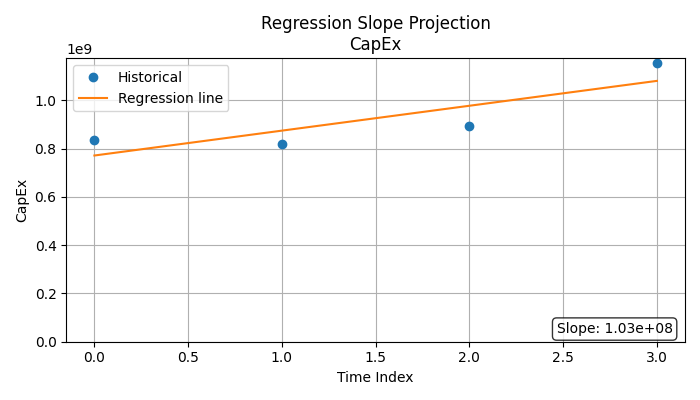 Regression Slope Projection
CapEx
1e9
Historical
Regression line
1.0
0.8
0.6
0.4
0.2
0.0
CapEx
Slope: 1.03e+08
0.0 0.5 1.0 1.5 2.0 2.5 3.0
Time Index